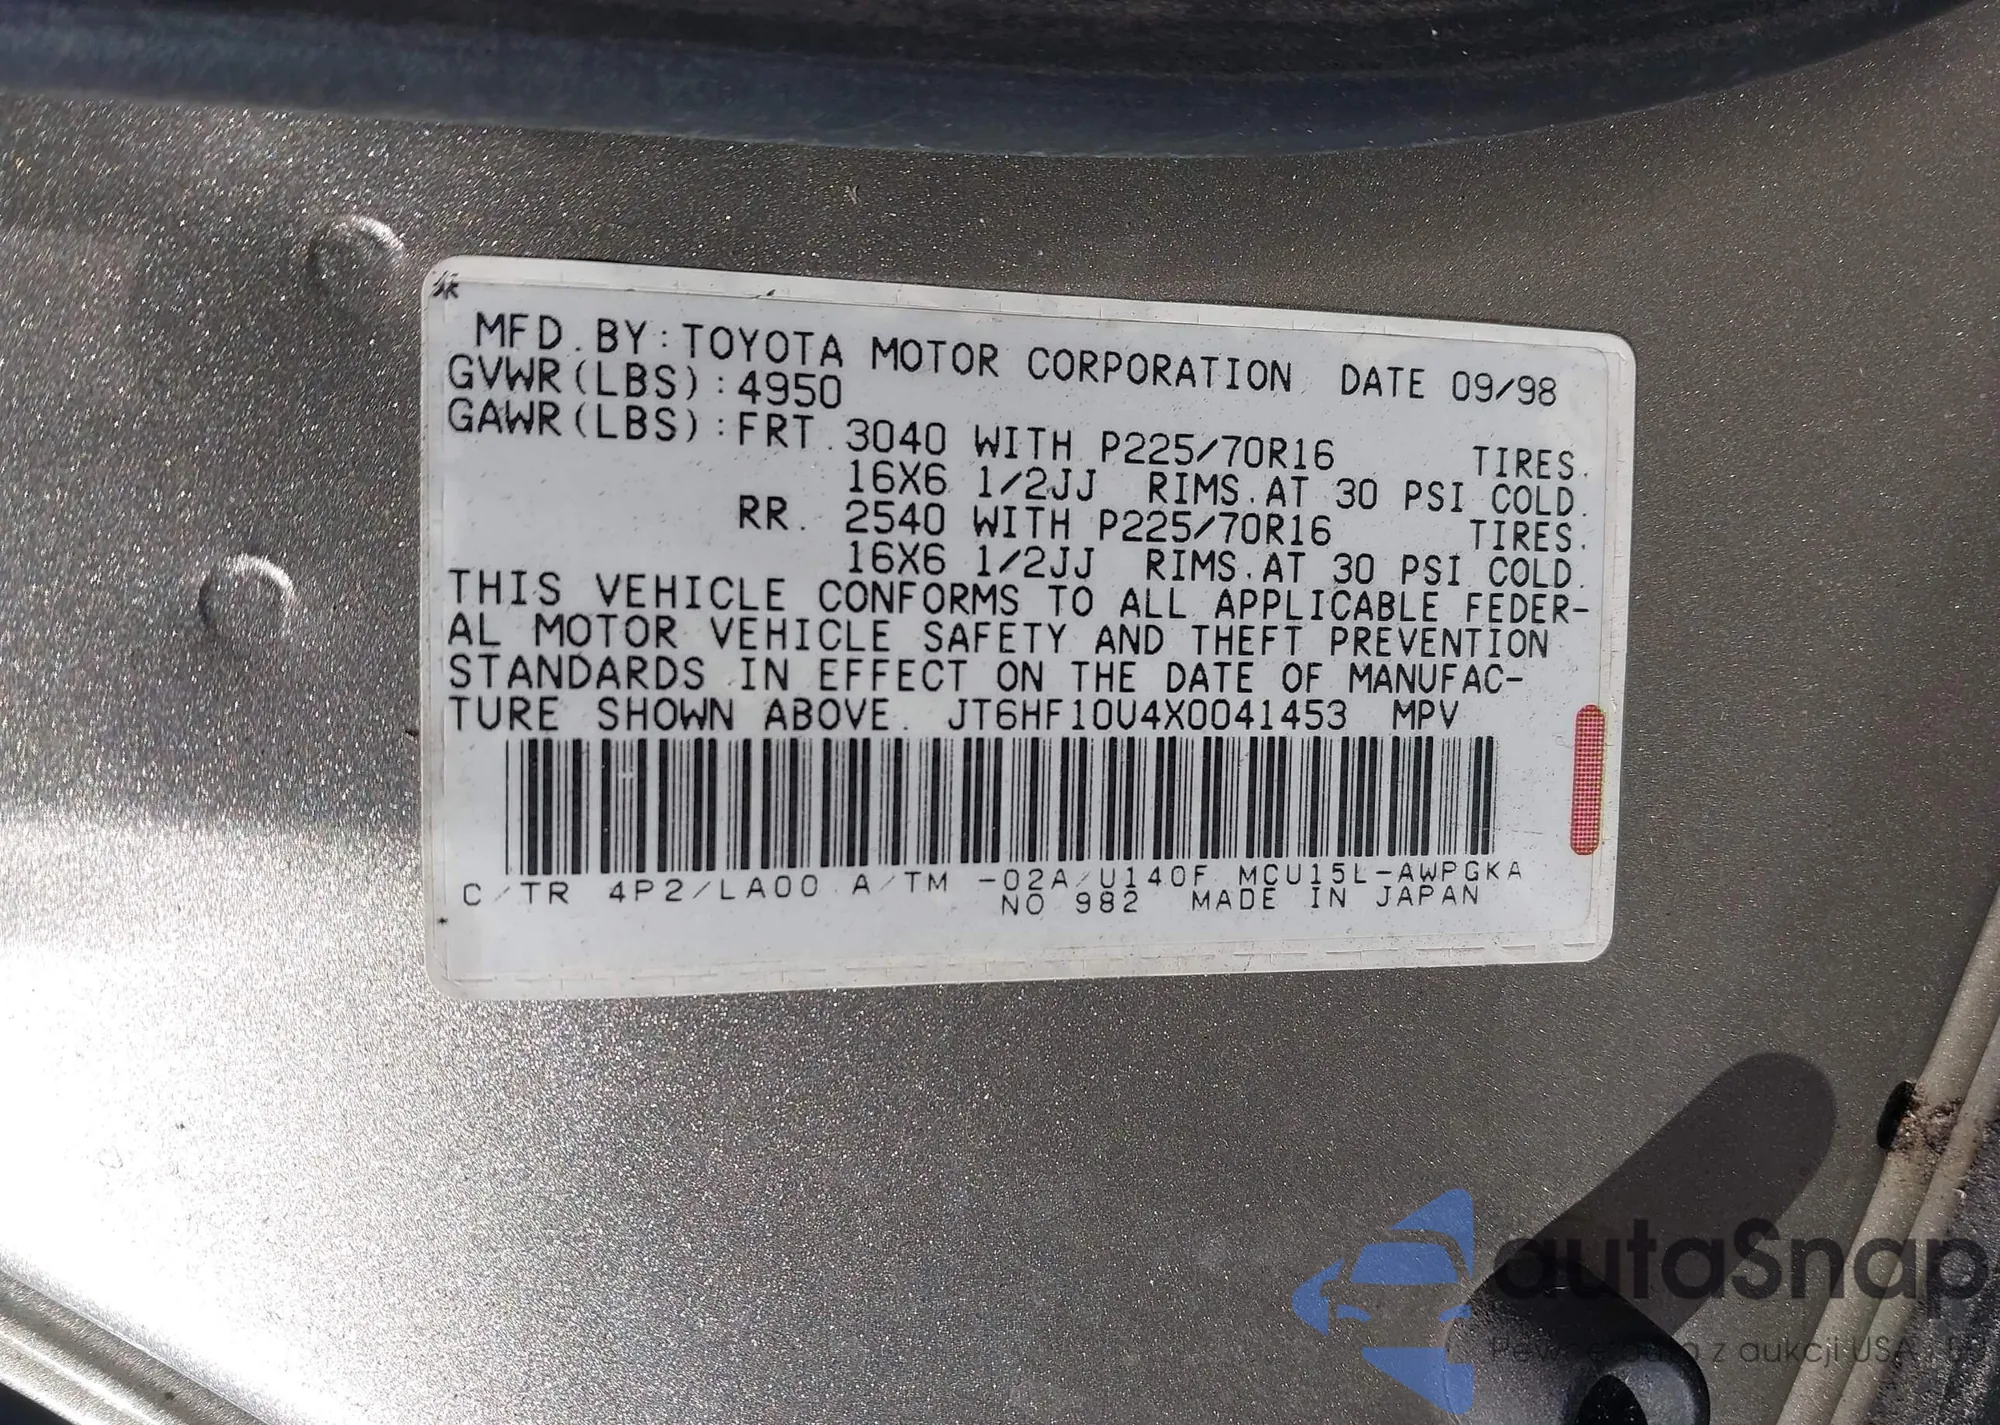 MFD. BY: TOYOTA MOTOR CORPORATION DATE 09/98
GVWR(LBS):4950
GAWR(LBS):FRT. 3040 WITH P225/70R16 TIRES.
16X6 1/2JJ RIMS.AT 30 PSI COLD.
RR. 2540 WITH P225/70R16 TIRES.
16X6 1/2JJ RIMS.AT 30 PSI COLD.
THIS VEHICLE CONFORMS TO ALL APPLICABLE FEDER-
AL MOTOR VEHICLE SAFETY AND THEFT PREVENTION
STANDARDS IN EFFECT ON THE DATE OF MANUFAC-
TURE SHOWN ABOVE. JT6HF10U4X0041453 MPV
C/TR 4P2/LA00 A/TM -02A/U140F MCU15L-AWPGKA
NO 982 MADE IN JAPAN
autaSnap
z aukcji USA